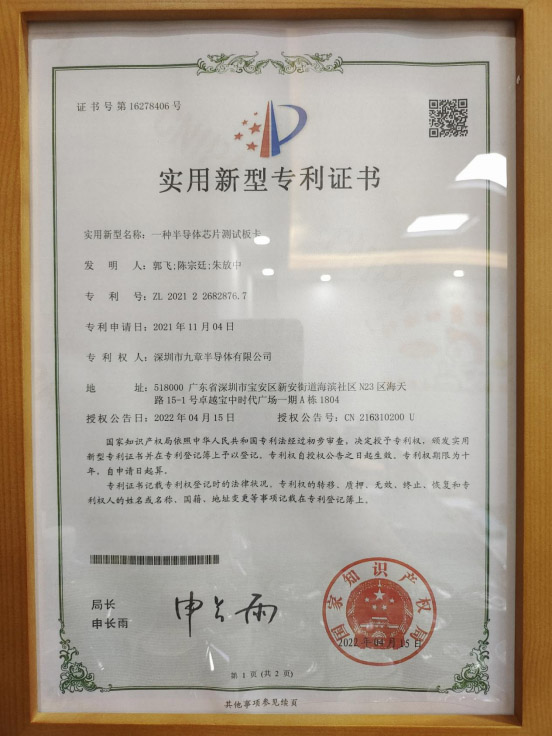 证书号第16278406号
实用新型专利证书
实用新型名称：一种半导体芯片测试板卡
发明人：郭飞;陈宗廷;朱放中
专利号：ZL 2021 2 2682876.7
专利申请日：2021年11月04日
专利权人：深圳市九章半导体有限公司
地址：518000 广东省深圳市宝安区新安街道海滨社区N23区海天
路15-1号卓越宝中时代广场一期A栋1804
授权公告日：2022年04月15日 授权公告号：CN 216310200 U
国家知识产权局依照中华人民共和国专利法经过初步审查，决定授予专利权，颁发实用
新型专利证书并在专利登记簿上予以登记。专利权自授权公告之日起生效。专利权期限为十
年，自申请日起算。
专利证书记载专利权登记时的法律状况。专利权的转移、质押、无效、终止、恢复和专
利权人的姓名或名称、国籍、地址变更等事项记载在专利登记簿上。
局长
申长雨
申长雨
国家知识产权局
2022年04月15日
第1页(共2页)
其他事项参见续页